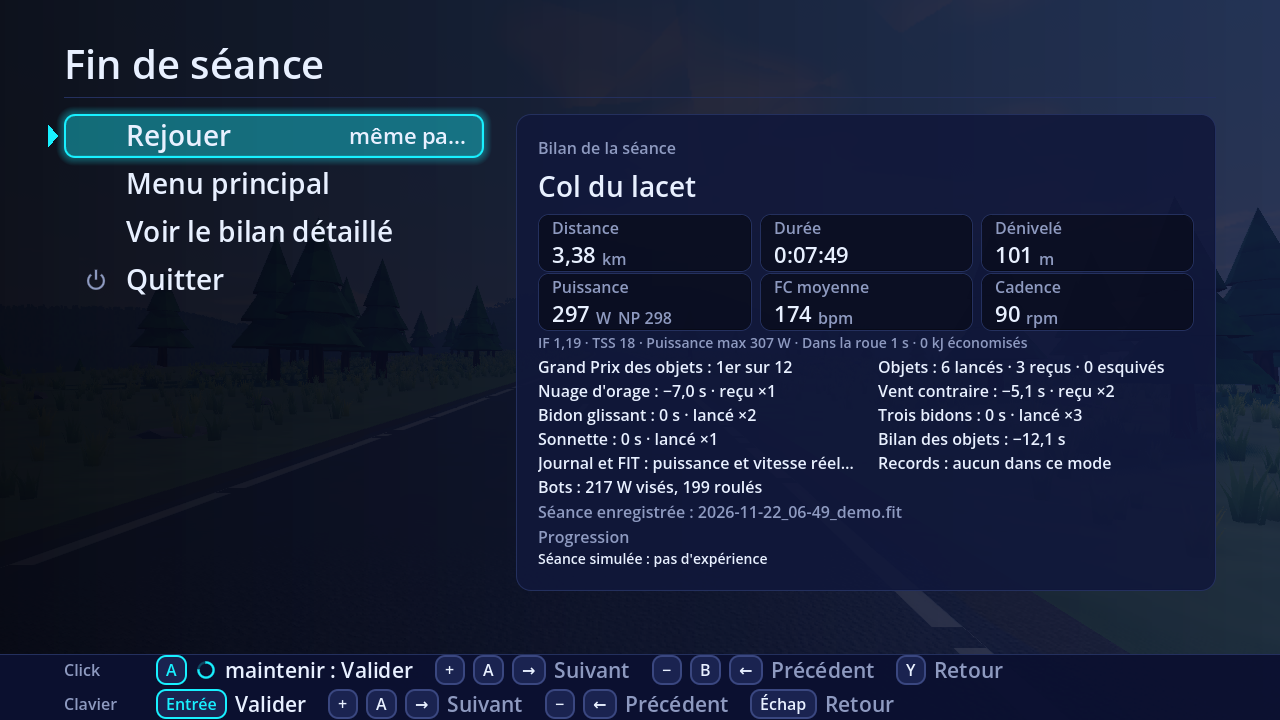 Fin de séance
Rejouer même pa...
Menu principal
Voir le bilan détaillé
Quitter
Bilan de la séance
Col du lacet
Distance Durée Dénivelé
3,38 km 0:07:49 101 m
Puissance FC moyenne Cadence
297 W NP 298 174 bpm 90 rpm
IF 1,19 · TSS 18 · Puissance max 307 W · Dans la roue 1 s · 0 kJ économisés
Grand Prix des objets : 1er sur 12 Objets : 6 lancés · 3 reçus · 0 esquivés
Nuage d'orage : −7,0 s · reçu ×1 Vent contraire : −5,1 s · reçu ×2
Bidon glissant : 0 s · lancé ×2 Trois bidons : 0 s · lancé ×3
Sonnette : 0 s · lancé ×1 Bilan des objets : −12,1 s
Journal et FIT : puissance et vitesse réel... Records : aucun dans ce mode
Bots : 217 W visés, 199 roulés
Séance enregistrée : 2026-11-22_06-49_demo.fit
Progression
Séance simulée : pas d'expérience
Click A maintenir : Valider + A → Suivant − B ← Précédent Y Retour
Clavier Entrée Valider + A → Suivant − ← Précédent Échap Retour